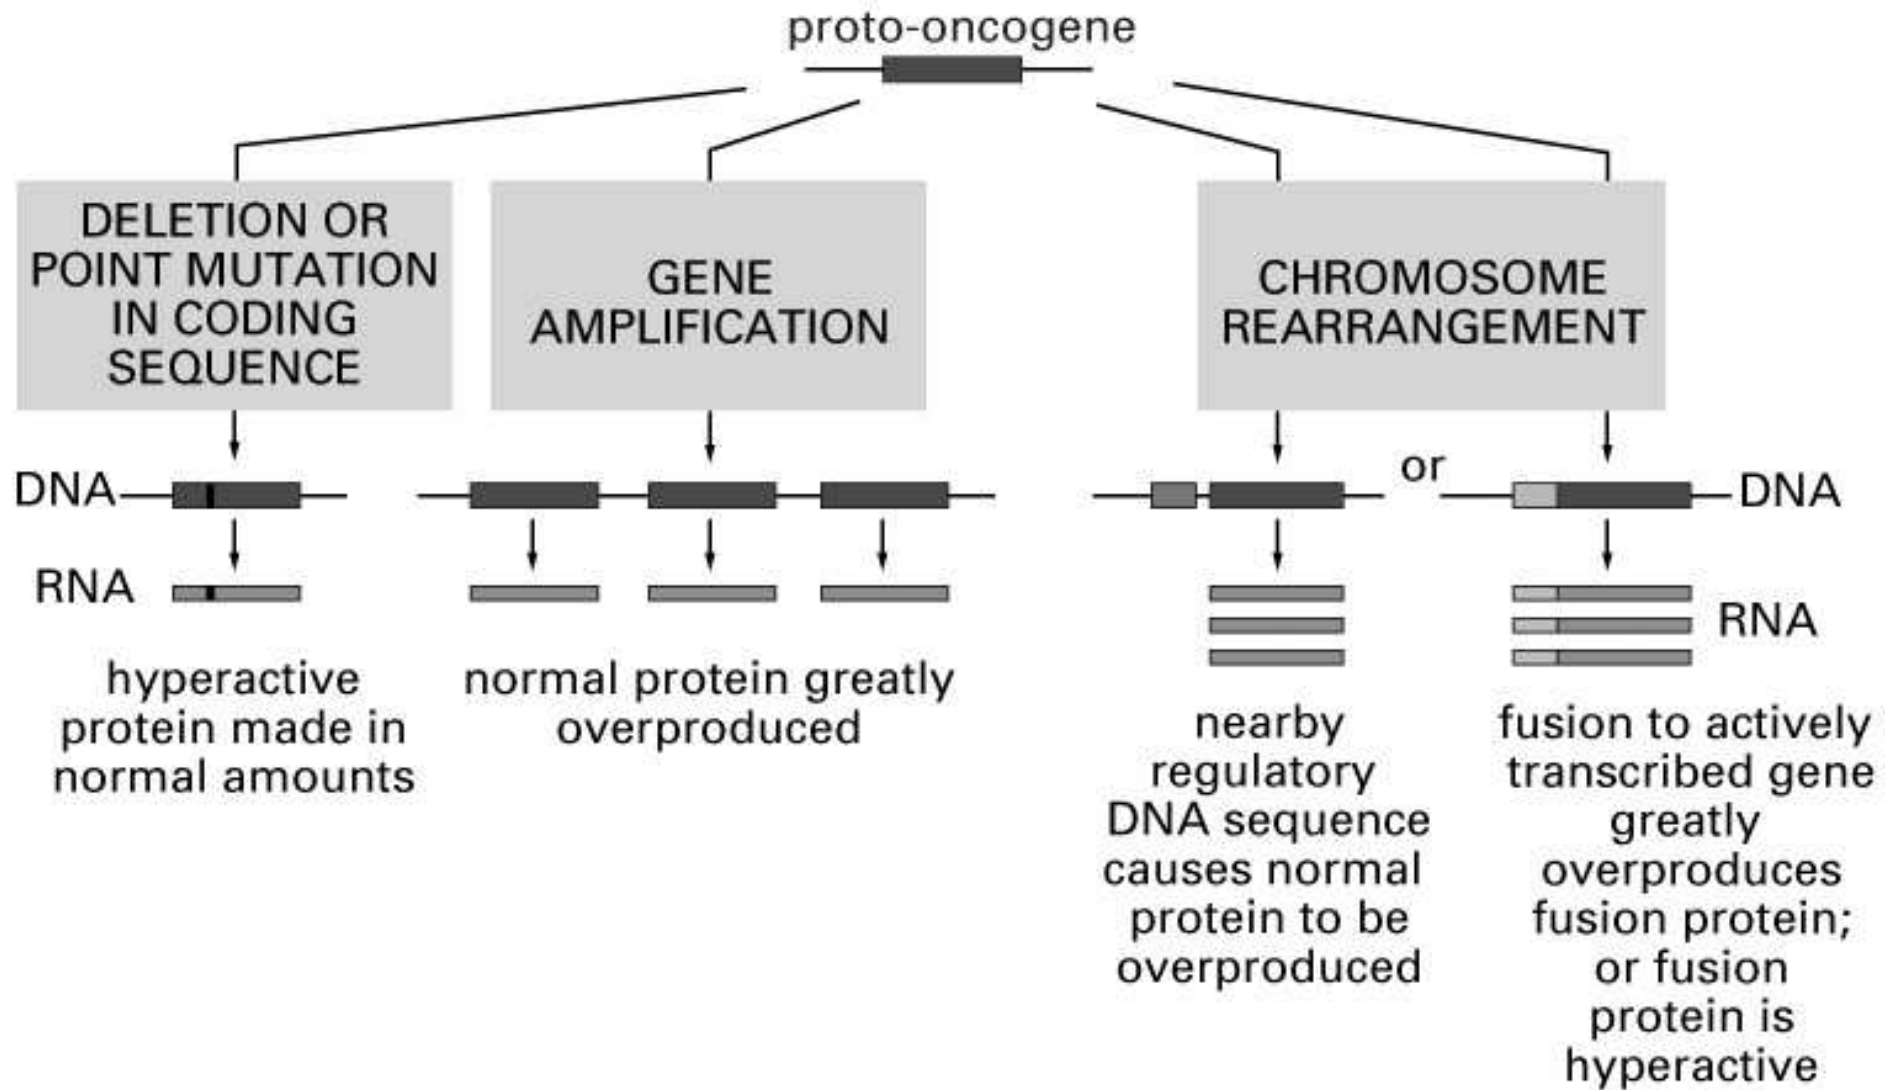 proto-oncogene
DELETION OR
POINT MUTATION
IN CODING
SEQUENCE
GENE
AMPLIFICATION
CHROMOSOME
REARRANGEMENT
DNA
or
DNA
RNA
RNA
hyperactive
protein made in
normal amounts
normal protein greatly
overproduced
nearby
regulatory
DNA sequence
causes normal
protein to be
overproduced
fusion to actively
transcribed gene
greatly
overproduces
fusion protein;
or fusion
protein is
hyperactive